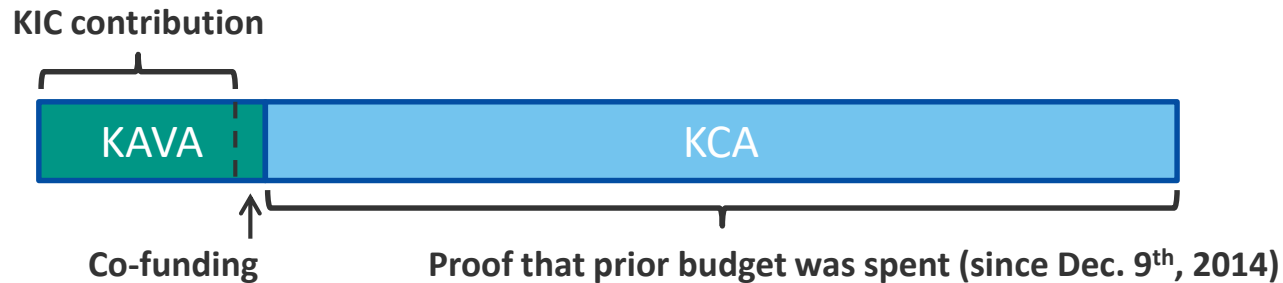 KIC contribution
KAVA KCA
Co-funding Proof that prior budget was spent (since Dec. 9th, 2014)